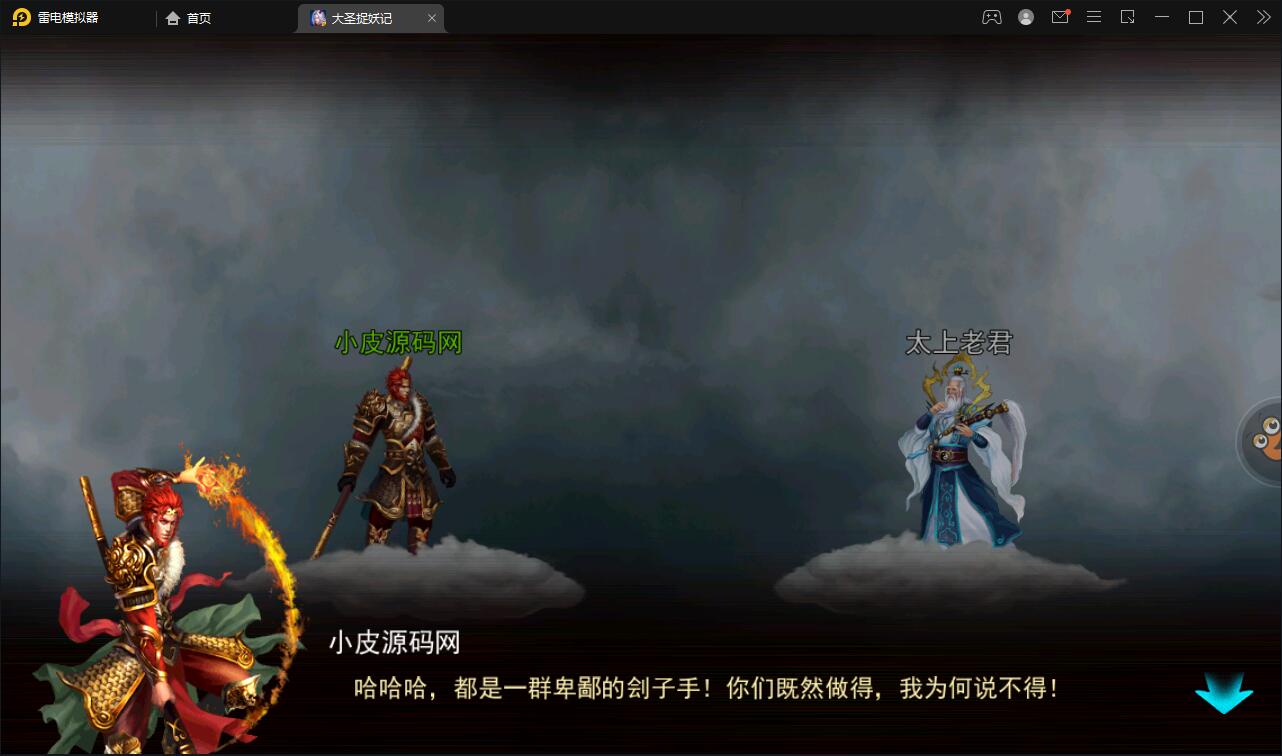 雷电模拟器
首页
大圣捉妖记
小皮源码网
太上老君
小皮源码网
哈哈哈，都是一群卑鄙的刽子手！你们既然做得，我为何说不得！